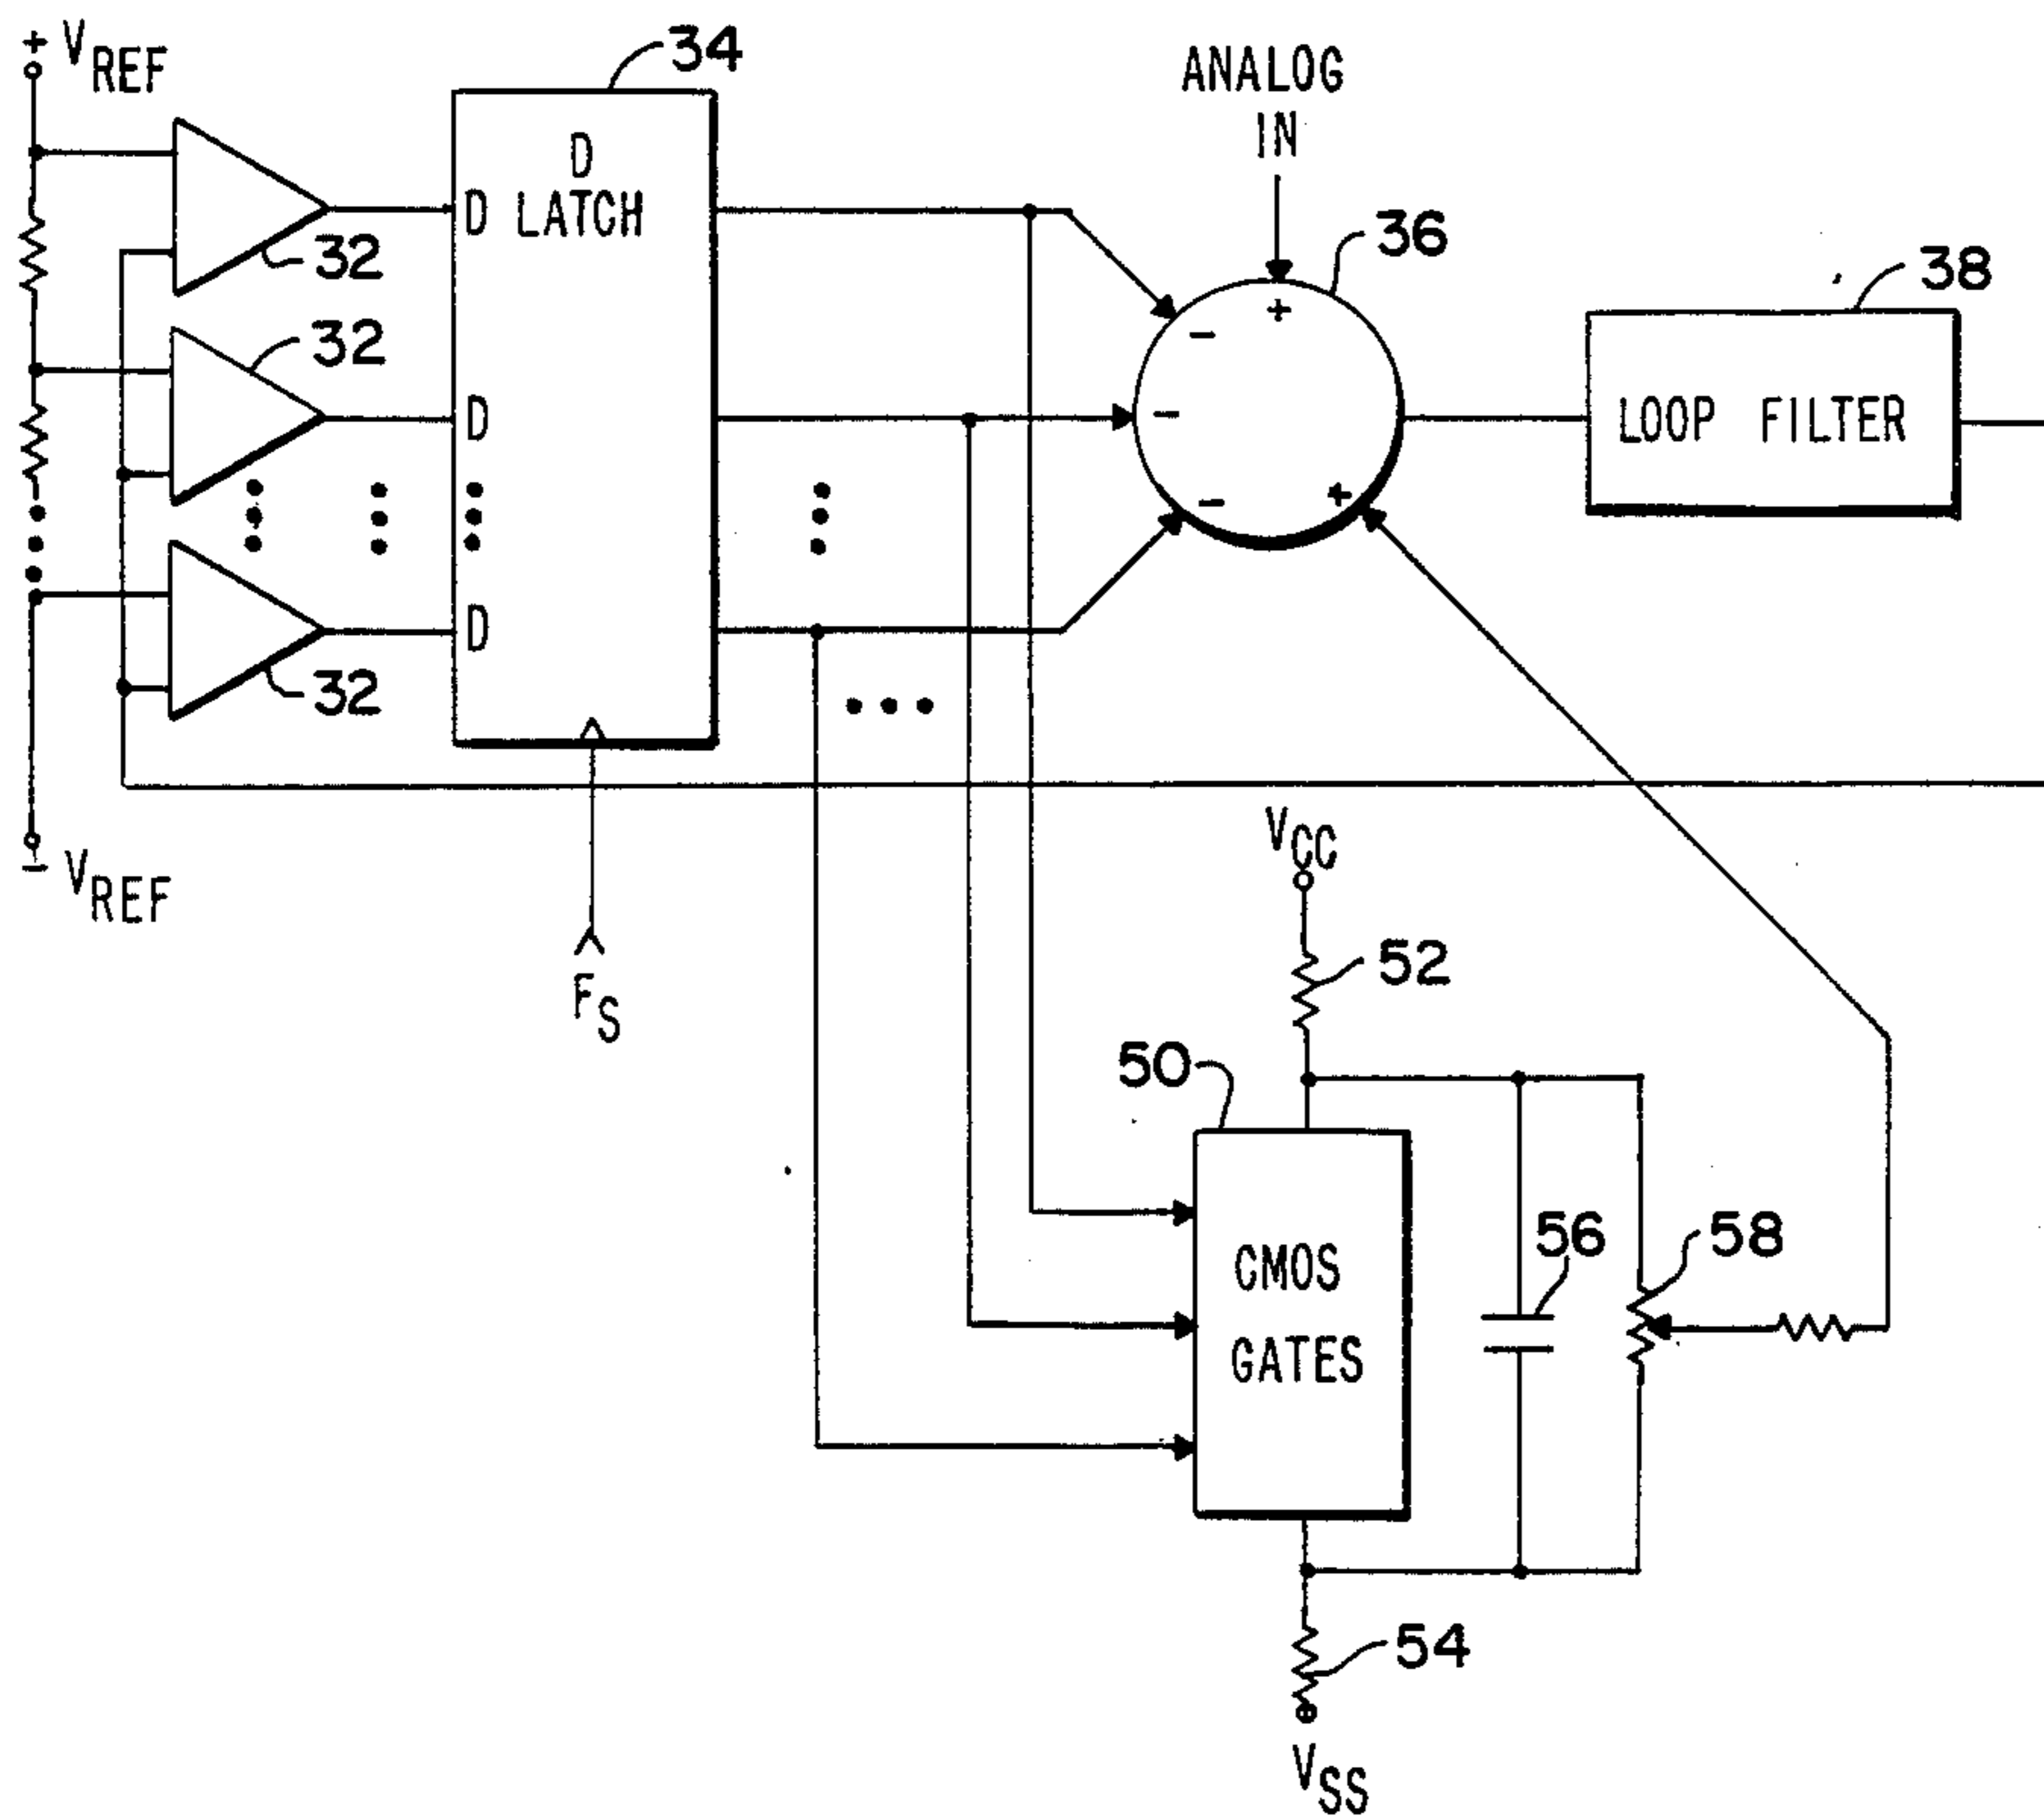 + VREF
34
ANALOG
IN
D
D LATCH
32
36
38
+
-
32
D
-
LOOP FILTER
-
+
D
32
- VREF
VCC
FS
52
50
56
58
CMOS
GATES
54
VSS